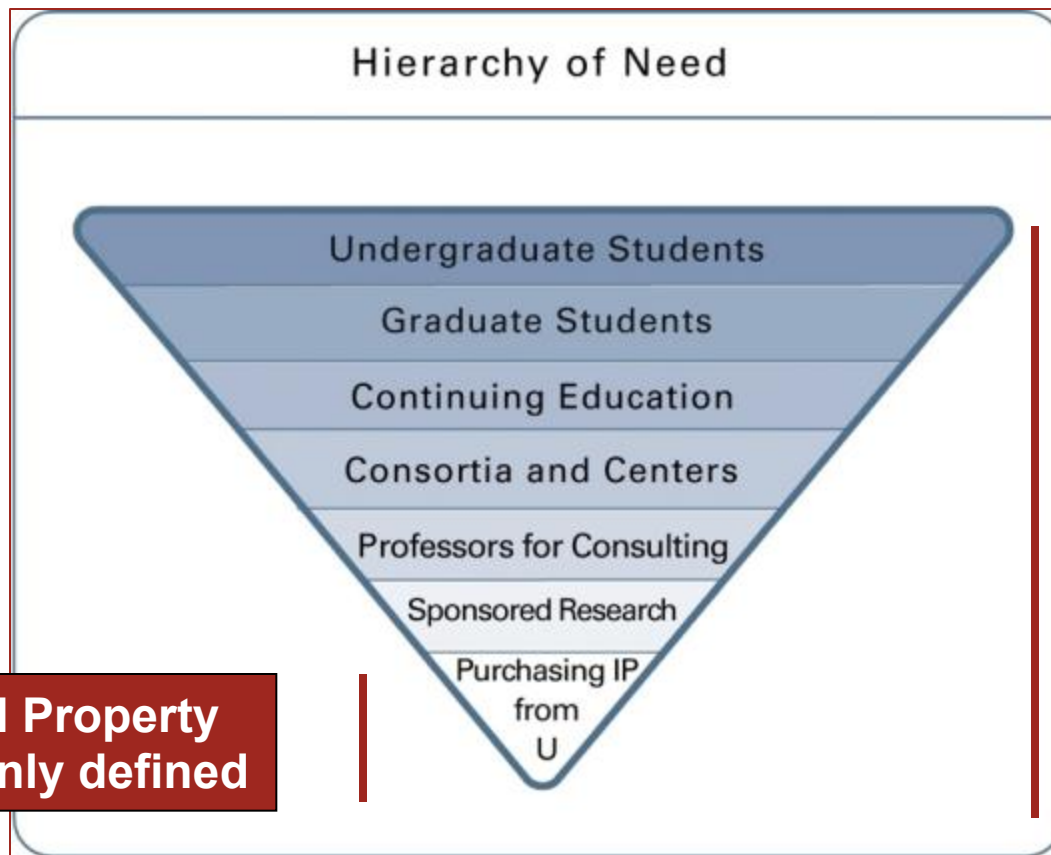 Hierarchy of Need
Undergraduate Students
Graduate Students
Continuing Education
Consortia and Centers
Professors for Consulting
Sponsored Research
Purchasing IP
from
U
Property
defined